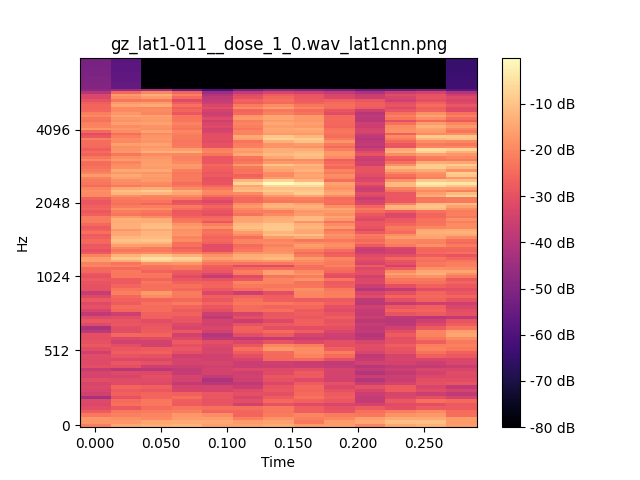 gz_lat1-011__dose_1_0.wav_lat1cnn.png
Hz
4096
2048
1024
512
0
0.000 0.050 0.100 0.150 0.200 0.250
Time
-10 dB
-20 dB
-30 dB
-40 dB
-50 dB
-60 dB
-70 dB
-80 dB